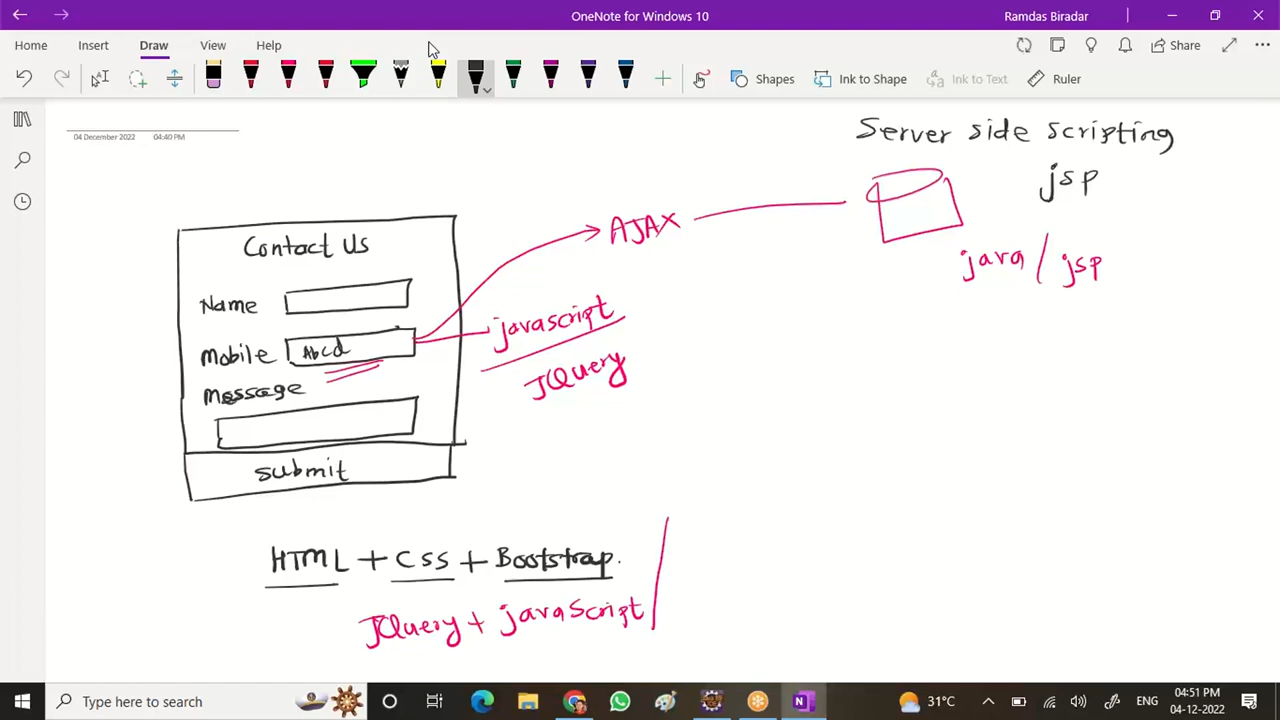 OneNote for Windows 10
Ramdas Biradar
Home
Insert
Draw
View
Help
Share
Shapes
Ink to Shape
Ink to Text
Ruler
04 December 2022
04:40 PM
Server side scripting
jsp
AJAX
java / jsp
Contact Us
Name
Mobile
Abcd
javascript
JQuery
Message
Submit
HTML + CSS + Bootstrap.
JQuery + javaScript
Type here to search
31°C
ENG
04:51 PM
04-12-2022